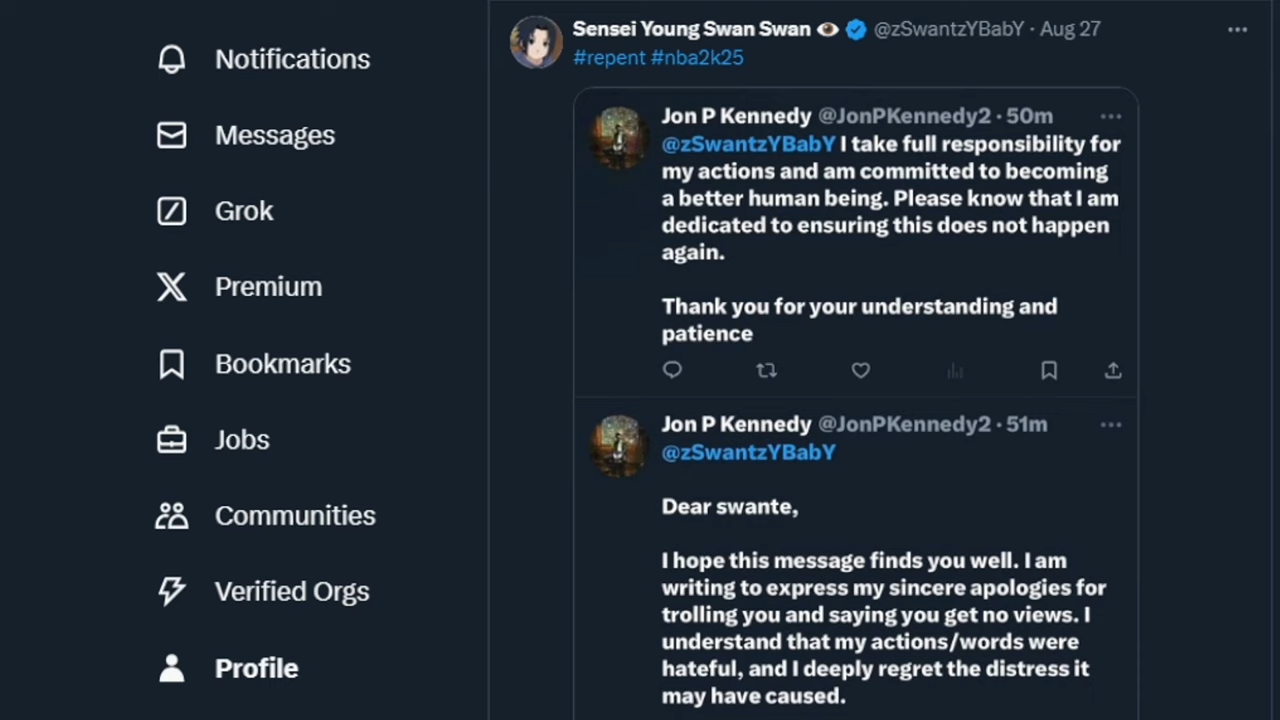 Notifications
Messages
Grok
Premium
Bookmarks
Jobs
Communities
Verified Orgs
Profile
Sensei Young Swan Swan 👁 @zSwantzYBabY · Aug 27
#repent #nba2k25
Jon P Kennedy @JonPKennedy2 · 50m
@zSwantzYBabY I take full responsibility for
my actions and am committed to becoming
a better human being. Please know that I am
dedicated to ensuring this does not happen
again.
Thank you for your understanding and
patience
Jon P Kennedy @JonPKennedy2 · 51m
@zSwantzYBabY
Dear swante,
I hope this message finds you well. I am
writing to express my sincere apologies for
trolling you and saying you get no views. I
understand that my actions/words were
hateful, and I deeply regret the distress it
may have caused.